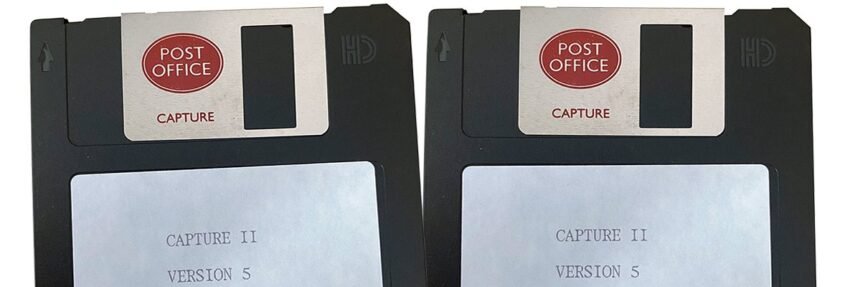 POST
OFFICE
CAPTURE
HD
CAPTURE II
VERSION 5
POST
OFFICE
CAPTURE
HD
CAPTURE II
VERSION 5